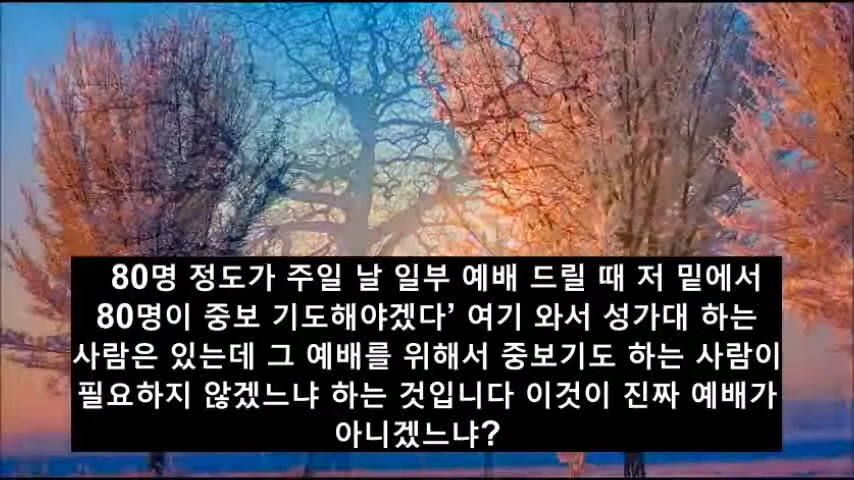 80명 정도가 주일 날 일부 예배 드릴 때 저 밑에서
80명이 중보 기도해야겠다’ 여기 와서 성가대 하는
사람은 있는데 그 예배를 위해서 중보기도 하는 사람이
필요하지 않겠느냐 하는 것입니다 이것이 진짜 예배가
아니겠느냐?